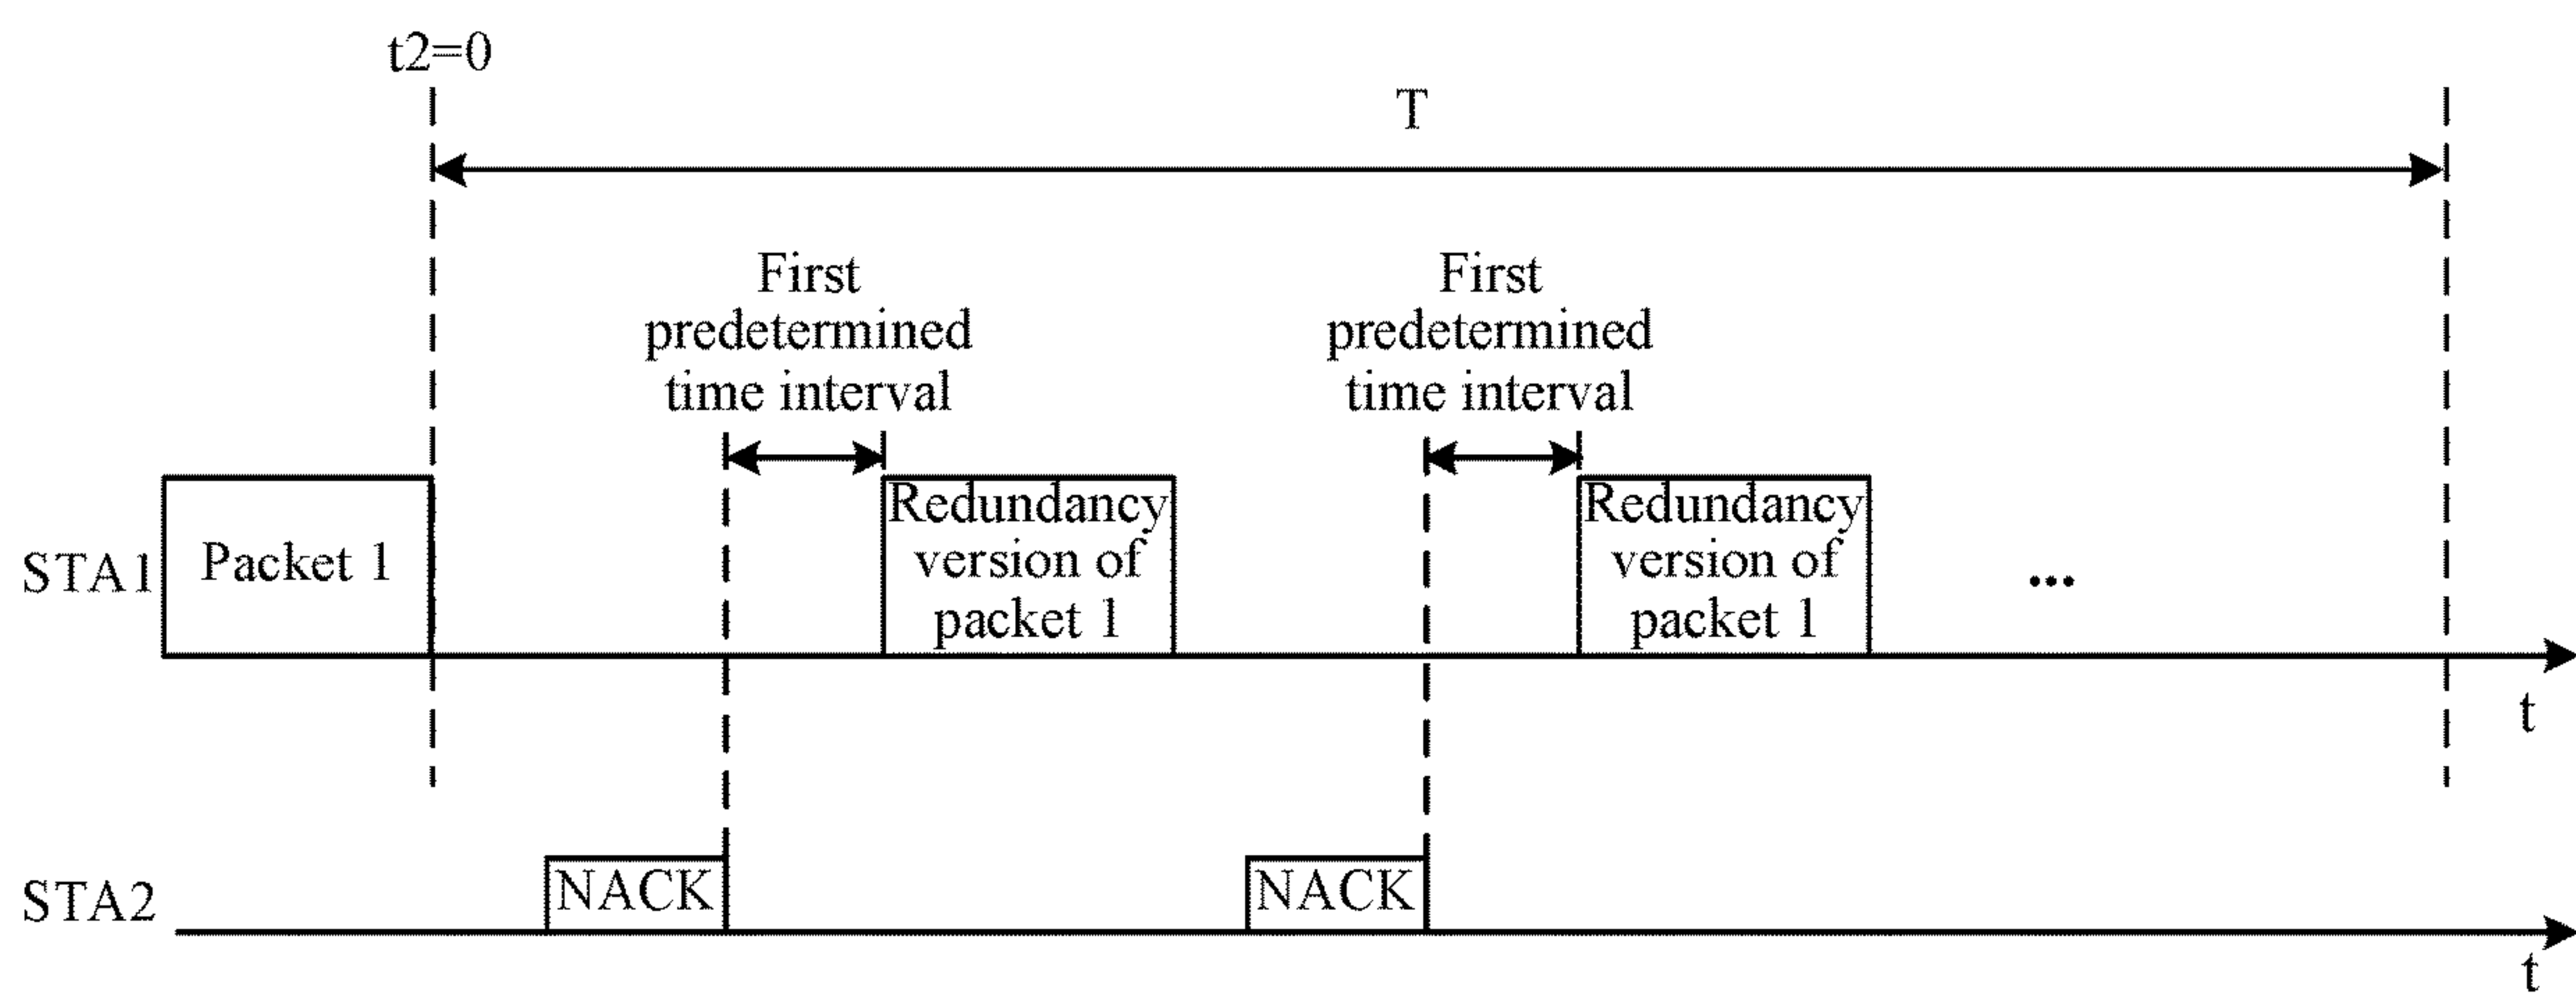 t2=0
T
First
predetermined
time interval
First
predetermined
time interval
STA1
Packet 1
Redundancy
version of
packet 1
Redundancy
version of
packet 1
...
t
STA2
NACK
NACK
t